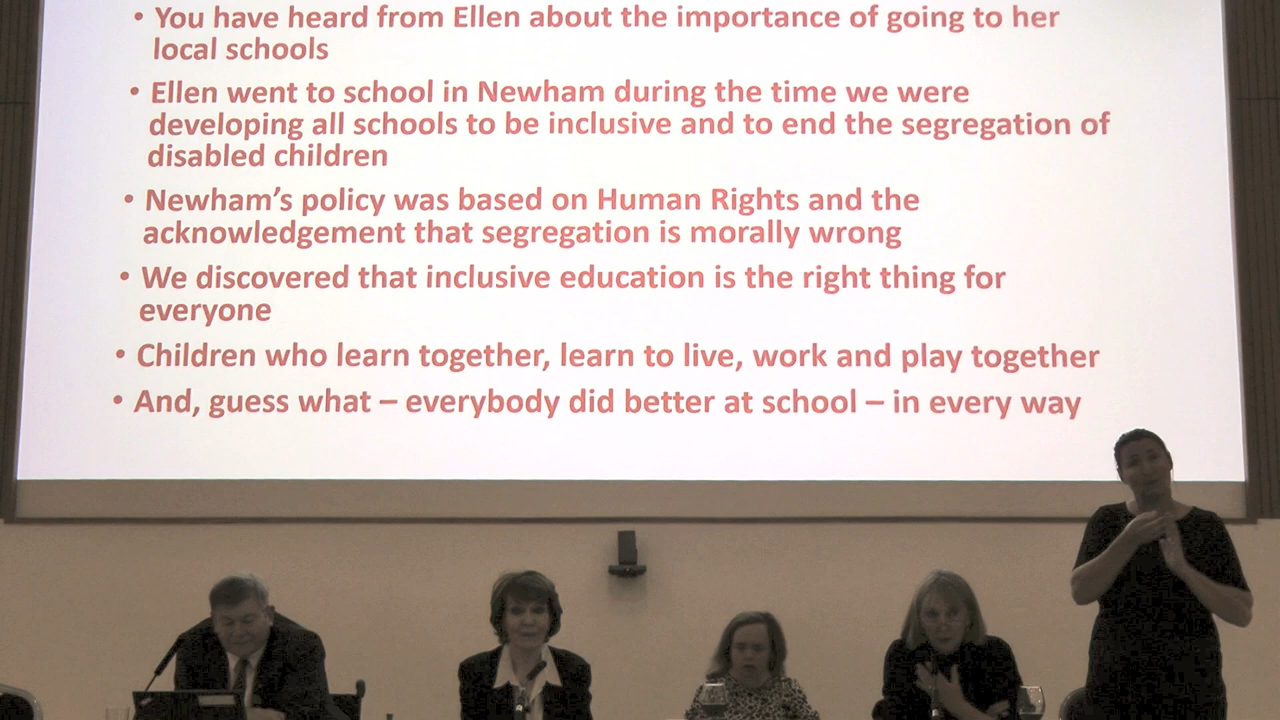 • You have heard from Ellen about the importance of going to her
local schools
• Ellen went to school in Newham during the time we were
developing all schools to be inclusive and to end the segregation of
disabled children
• Newham’s policy was based on Human Rights and the
acknowledgement that segregation is morally wrong
• We discovered that inclusive education is the right thing for
everyone
• Children who learn together, learn to live, work and play together
• And, guess what – everybody did better at school – in every way